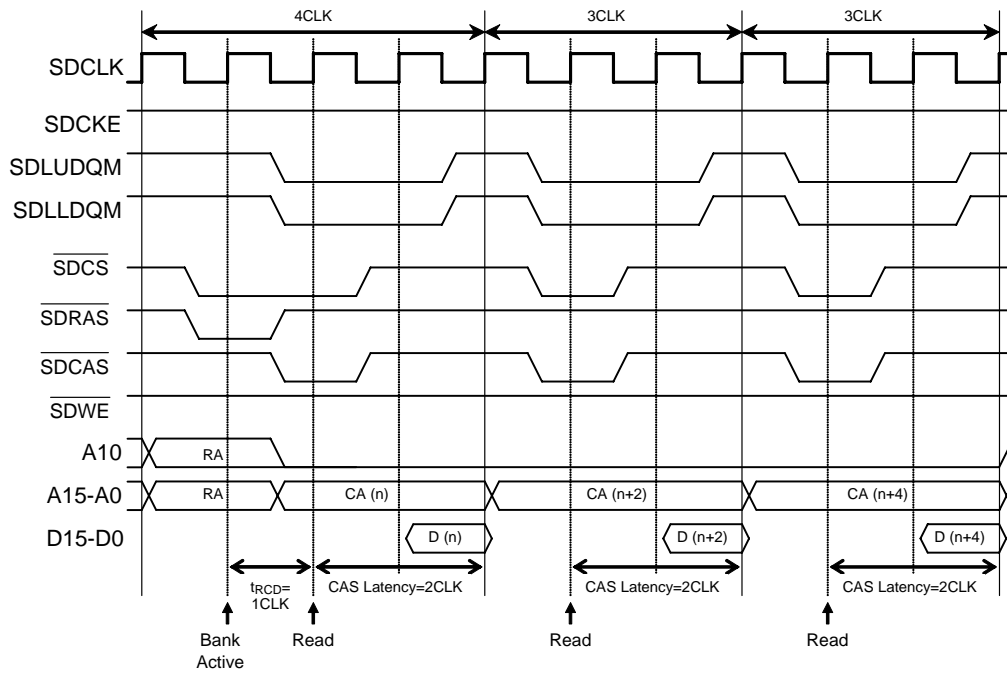 4CLK 3CLK 3CLK
SDCLK
SDCKE
SDLUDQM
SDLLDQM
SDCS
SDRAS
SDCAS
SDWE
A10 RA
A15-A0 RA CA (n) CA (n+2) CA (n+4)
D15-D0 D (n) D (n+2) D (n+4)
tRCD= CAS Latency=2CLK CAS Latency=2CLK CAS Latency=2CLK
1CLK
Bank Read Read Read
Active